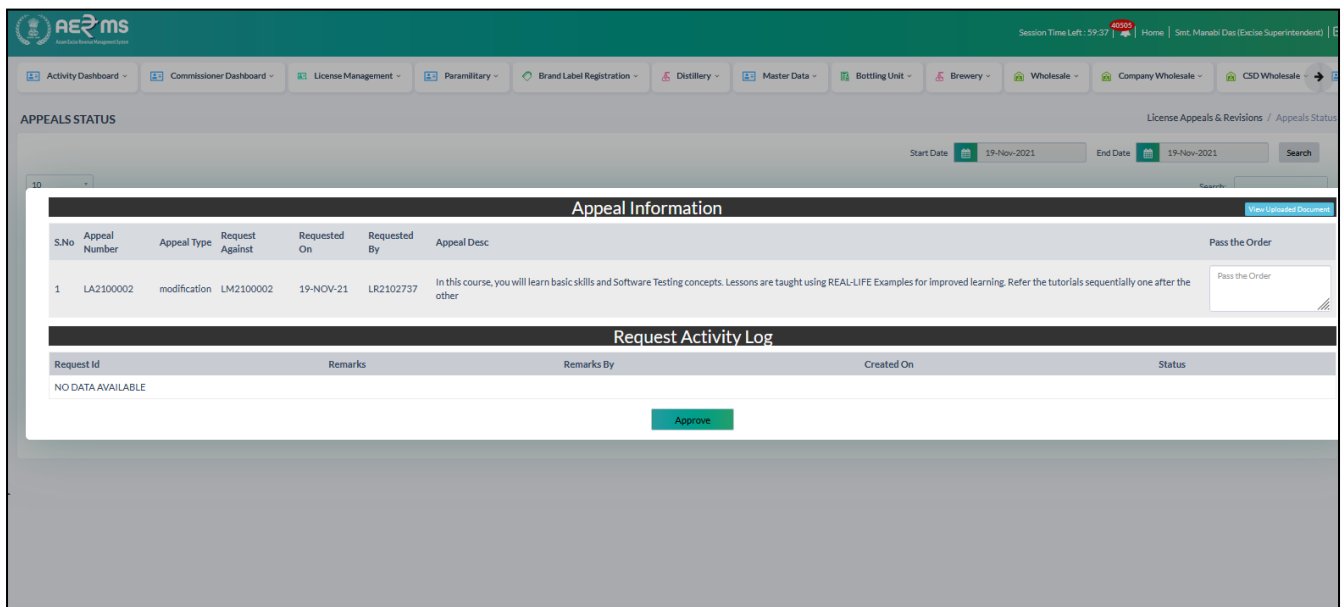 AERMS
Session Time Left : 59:37 | 40505 | Home | Smt. Manabi Das (Excise Superintendent) |
Activity Dashboard
Commissioner Dashboard
License Management
Paramilitary
Brand Label Registration
Distillery
Master Data
Bottling Unit
Brewery
Wholesale
Company Wholesale
CSD Wholesale
APPEALS STATUS
License Appeals & Revisions / Appeals Status
Start Date 19-Nov-2021 End Date 19-Nov-2021 Search
10 Search:
Appeal Information View Uploaded Document
S.No Appeal Number Appeal Type Request Against Requested On Requested By Appeal Desc Pass the Order
1 LA2100002 modification LM2100002 19-NOV-21 LR2102737 In this course, you will learn basic skills and Software Testing concepts. Lessons are taught using REAL-LIFE Examples for improved learning. Refer the tutorials sequentially one after the
other
Pass the Order
Request Activity Log
Request Id Remarks Remarks By Created On Status
NO DATA AVAILABLE
Approve